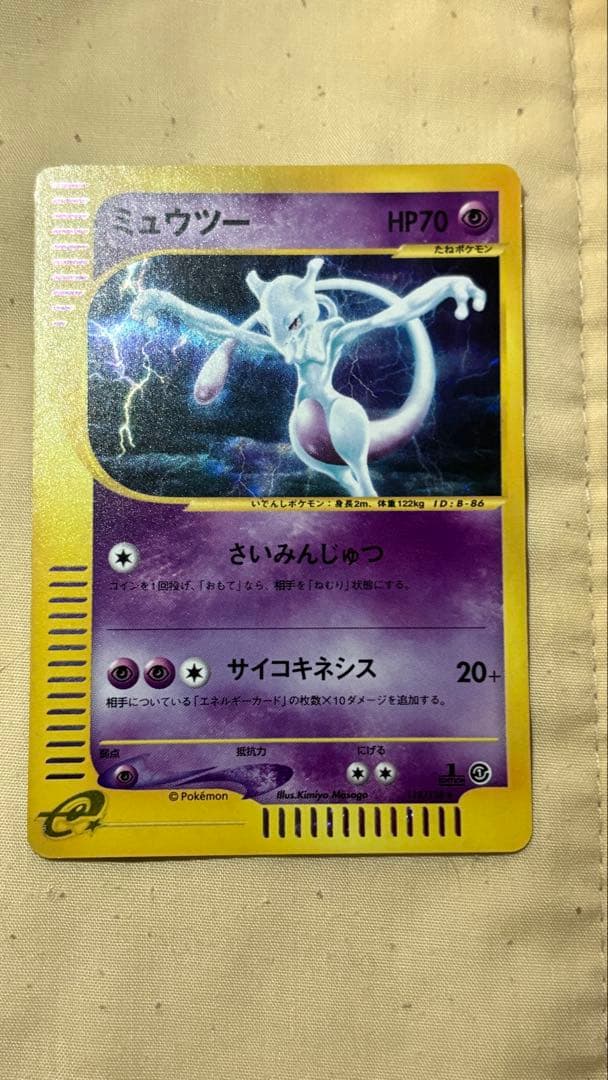 ミュウツー HP70
たねポケモン
いでんしポケモン：身長2m、体重122kg ID:B-86
さいみんじゅつ
コインを1回投げ、「おもて」なら、相手を「ねむり」状態にする。
サイコキネシス 20+
相手についている「エネルギーカード」の枚数×10ダメージを追加する。
弱点 抵抗力 にげる
1
EDITION
©Pokémon Illus.Kimiyo Masago
e